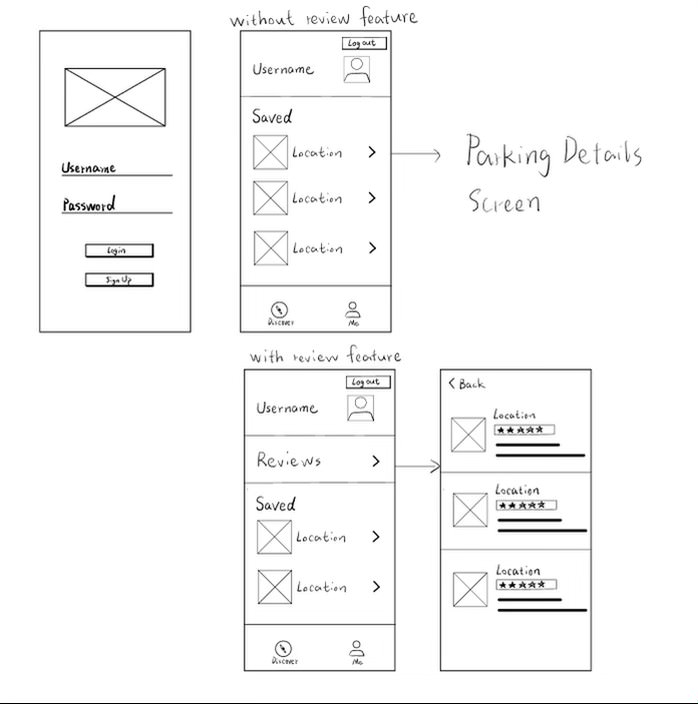 without review feature
Username
Password
Login
Sign Up
Log out
Username
Saved
Location
Location
Location
Discover
Me
Parking Details
Screen
with review feature
Log out
Username
Reviews
Saved
Location
Location
Discover
Me
< Back
Location
★★★★★
Location
★★★★★
Location
★★★★★